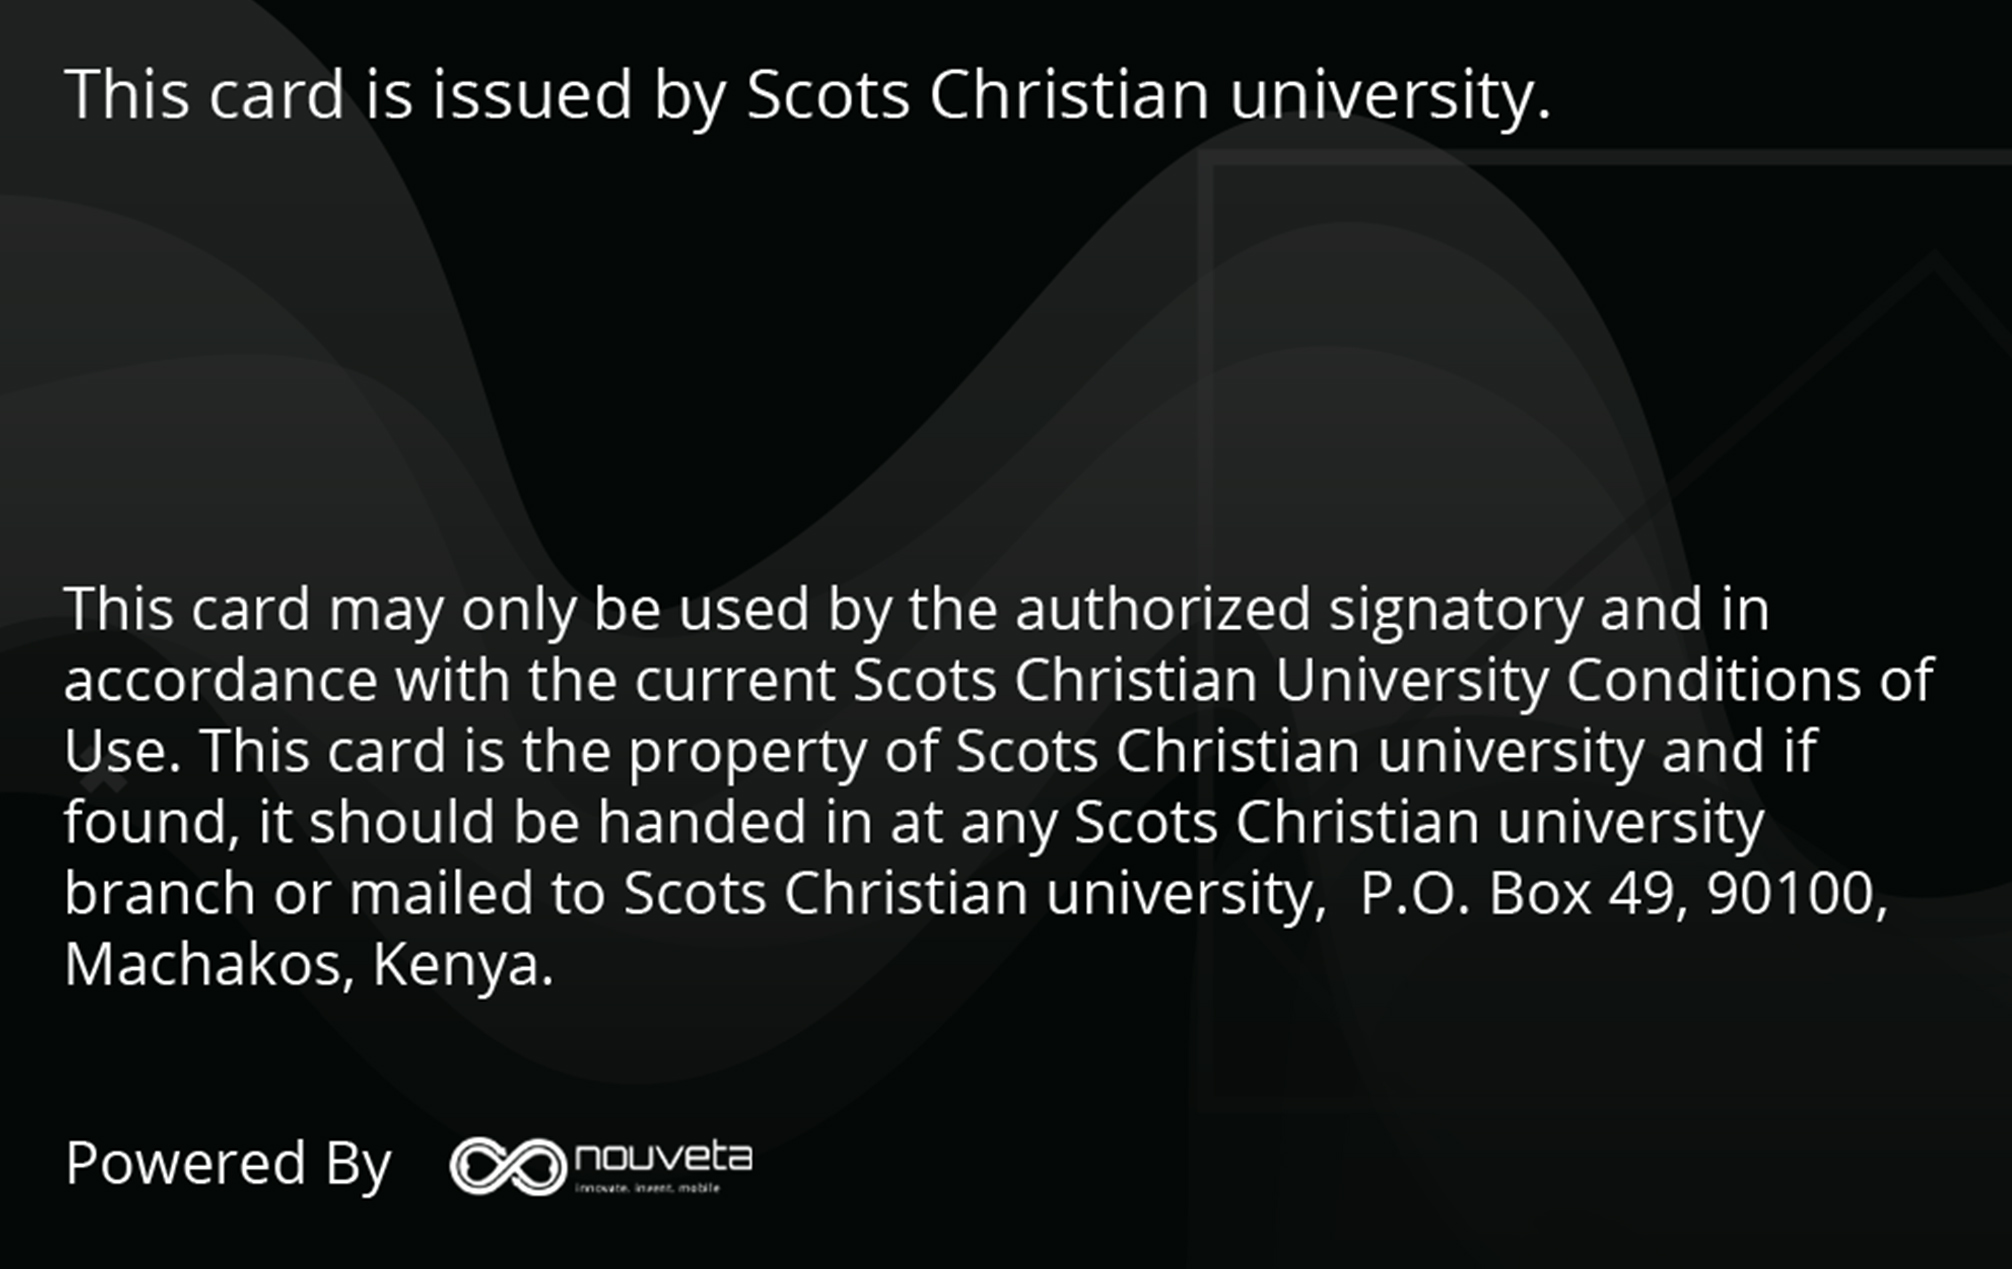 This card is issued by Scots Christian university.
This card may only be used by the authorized signatory and in
accordance with the current Scots Christian University Conditions of
Use. This card is the property of Scots Christian university and if
found, it should be handed in at any Scots Christian university
branch or mailed to Scots Christian university,  P.O. Box 49, 90100,
Machakos, Kenya.
Powered By nouveta
innovate. invent. mobile